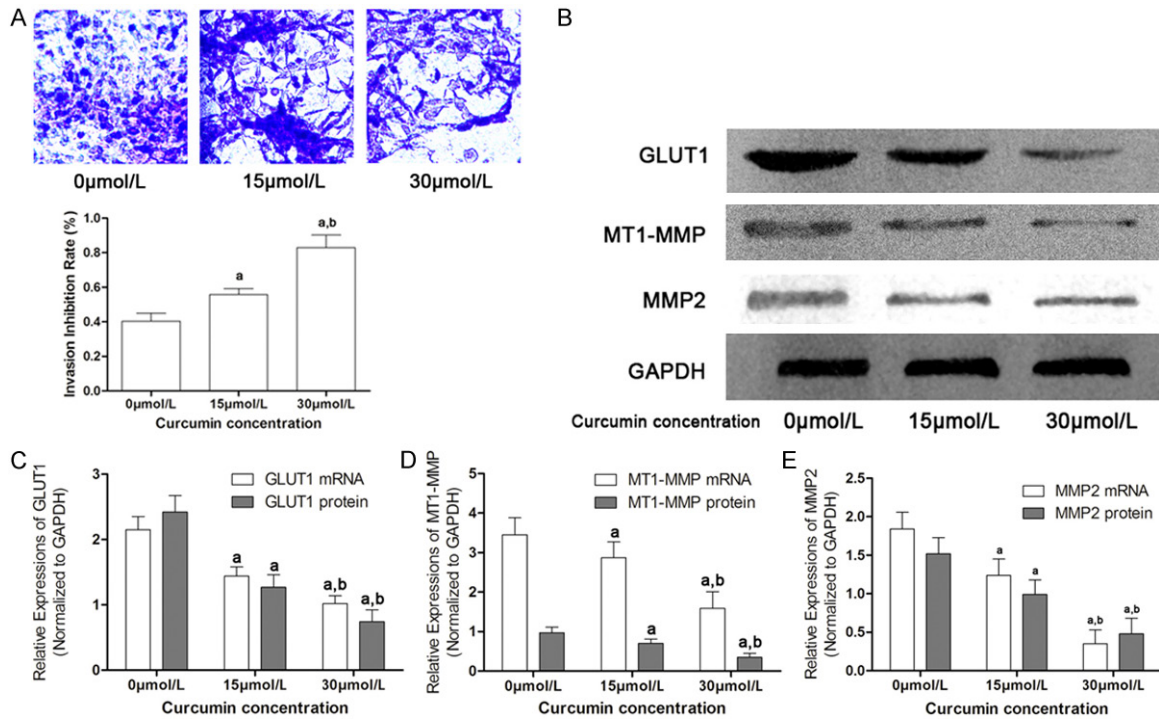 A
0µmol/L 15µmol/L 30µmol/L
Invasion Inhibition Rate (%)
1.0
0.8
0.6
0.4
0.2
0.0
a
a,b
0µmol/L 15µmol/L 30µmol/L
Curcumin concentration
B
GLUT1
MT1-MMP
MMP2
GAPDH
Curcumin concentration 0µmol/L 15µmol/L 30µmol/L
C
Relative Expressions of GLUT1
(Normalized to GAPDH)
3
2
1
0
GLUT1 mRNA
GLUT1 protein
a a
a,b a,b
0µmol/L 15µmol/L 30µmol/L
Curcumin concentration
D
Relative Expressions of MT1-MMP
(Normalized to GAPDH)
5
4
3
2
1
0
MT1-MMP mRNA
MT1-MMP protein
a
a
a,b
a,b
0µmol/L 15µmol/L 30µmol/L
Curcumin concentration
E
Relative Expressions of MMP2
(Normalized to GAPDH)
2.5
2.0
1.5
1.0
0.5
0.0
MMP2 mRNA
MMP2 protein
a
a
a,b a,b
0µmol/L 15µmol/L 30µmol/L
Curcumin concentration